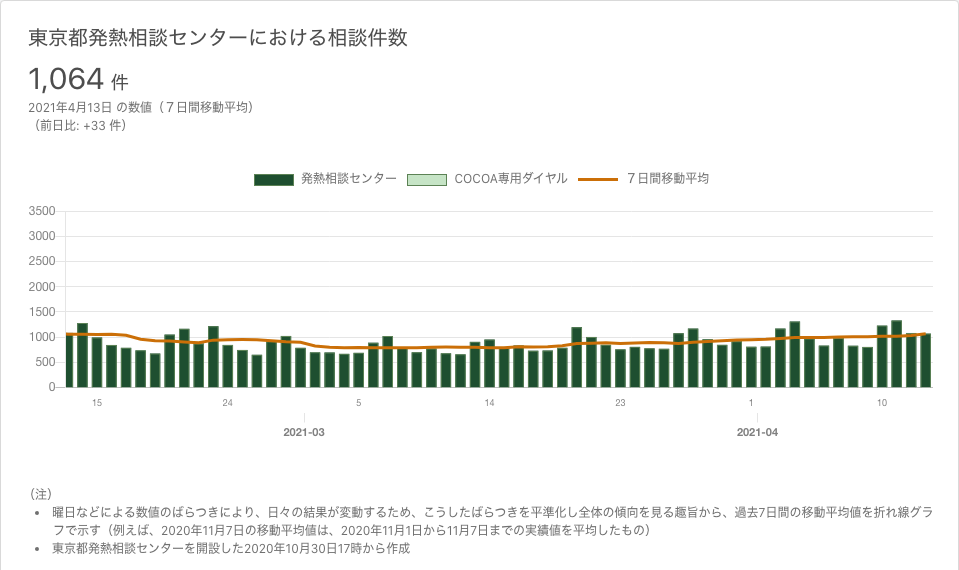 東京都発熱相談センターにおける相談件数
1,064 件
2021年4月13日 の数値（７日間移動平均）
（前日比: +33 件）
発熱相談センター COCOA専用ダイヤル ７日間移動平均
3500
3000
2500
2000
1500
1000
500
0
15 24 5 14 23 1 10
2021-03 2021-04
（注）
• 曜日などによる数値のばらつきにより、日々の結果が変動するため、こうしたばらつきを平準化し全体の傾向を見る趣旨から、過去7日間の移動平均値を折れ線グラ
フで示す（例えば、2020年11月7日の移動平均値は、2020年11月1日から11月7日までの実績値を平均したもの）
• 東京都発熱相談センターを開設した2020年10月30日17時から作成